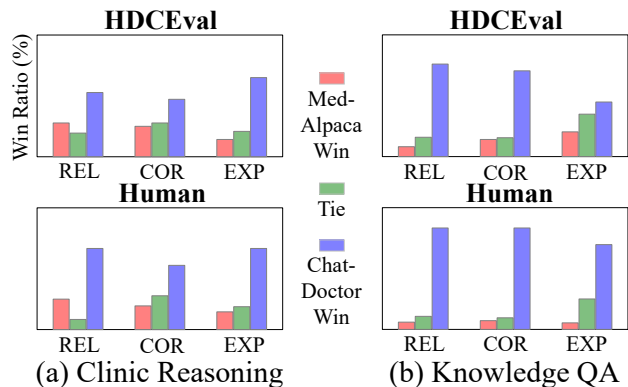 HDCEval
HDCEval
Win Ratio (%)
REL COR EXP
REL COR EXP
Med-
Alpaca
Win
Tie
Chat-
Doctor
Win
Human
Human
REL COR EXP
REL COR EXP
(a) Clinic Reasoning
(b) Knowledge QA